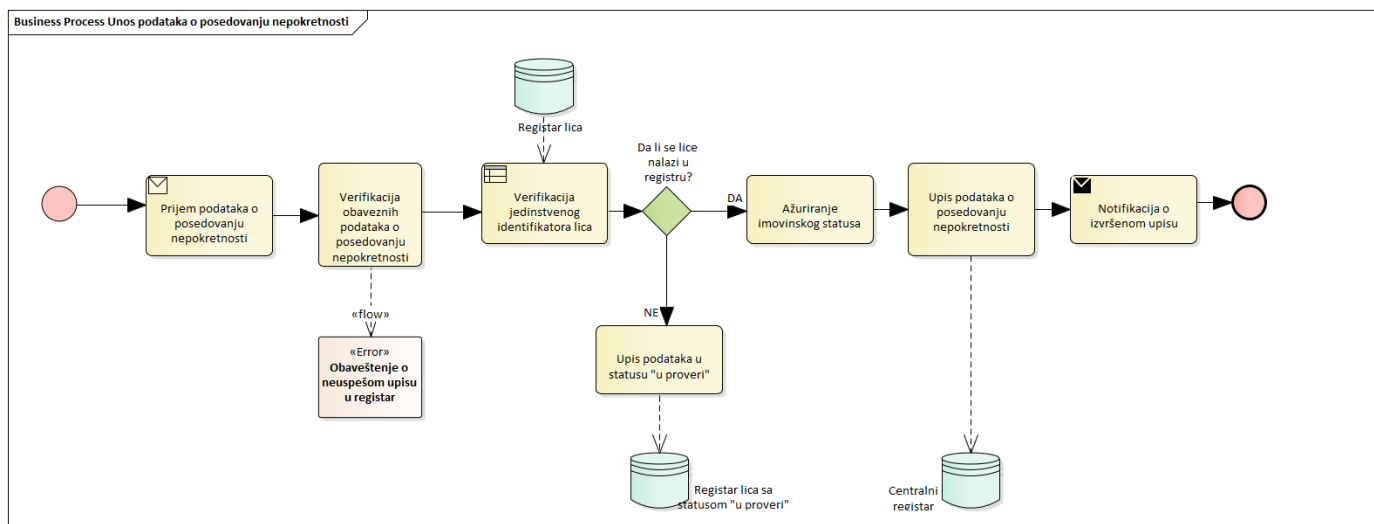 Business Process Unos podataka o posedovanju nepokretnosti
Registar lica
Prijem podataka o
posedovanju
nepokretnosti
Verifikacija
obaveznih
podataka o
posedovanju
nepokretnosti
Verifikacija
jedinstvenog
identifikatora lica
Da li se lice
nalazi u
registru?
DA
Ažuriranje
imovinskog statusa
Upis podataka o
posedovanju
nepokretnosti
Notifikacija o
izvršenom upisu
«flow»
«Error»
Obaveštenje o
neuspešom upisu
u registar
NE
Upis podataka u
statusu "u proveri"
Registar lica sa
statusom "u proveri"
Centralni
registar